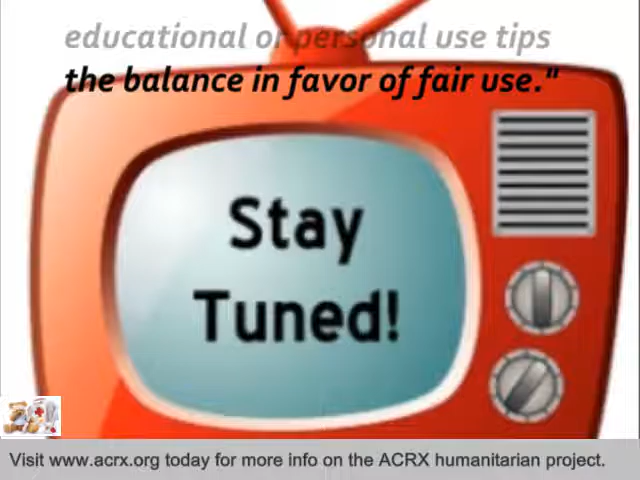 educational or personal use tips
the balance in favor of fair use."
Stay
Tuned!
Visit www.acrx.org today for more info on the ACRX humanitarian project.